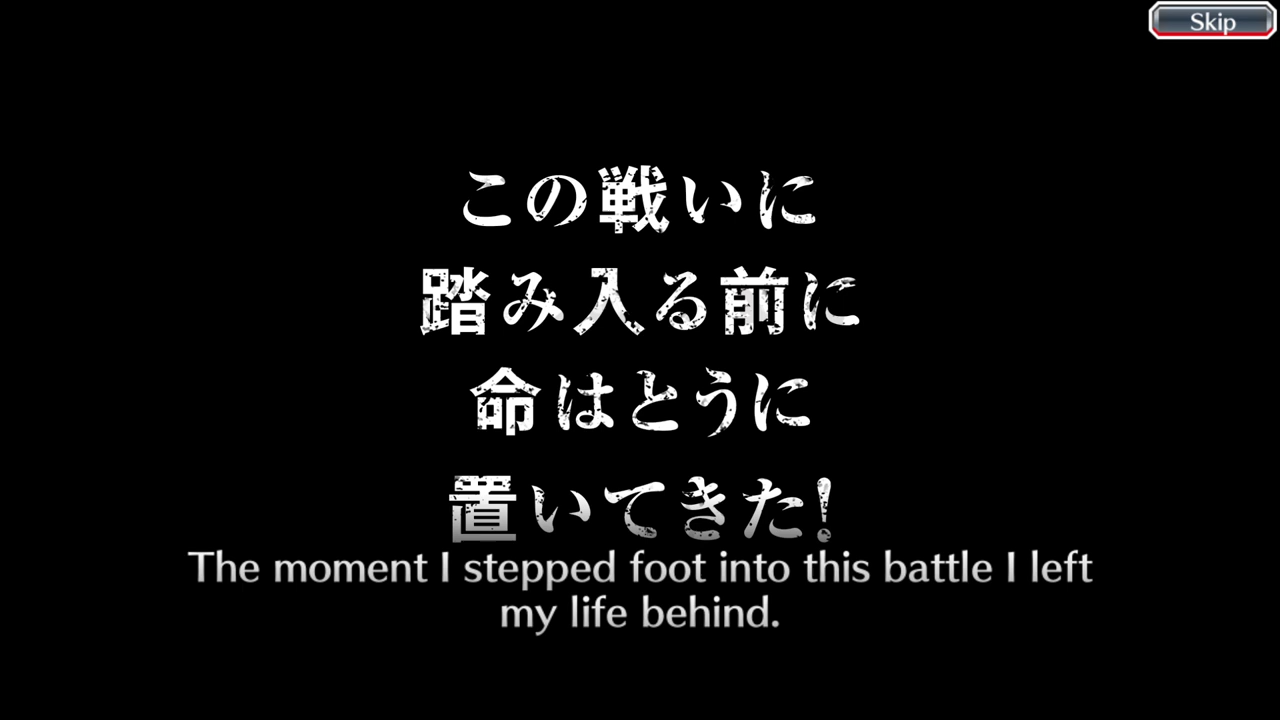 Skip
この戦いに
踏み入る前に
命はとうに
置いてきた!
The moment I stepped foot into this battle I left
my life behind.